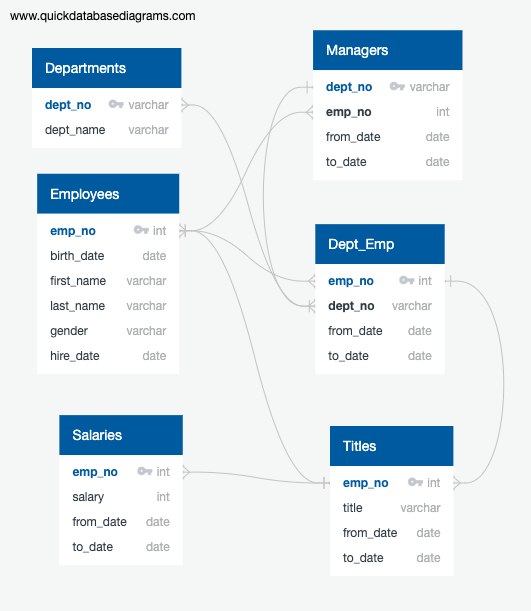 www.quickdatabasediagrams.com
Departments
dept_no varchar
dept_name varchar
Managers
dept_no varchar
emp_no int
from_date date
to_date date
Employees
emp_no int
birth_date date
first_name varchar
last_name varchar
gender varchar
hire_date date
Dept_Emp
emp_no int
dept_no varchar
from_date date
to_date date
Salaries
emp_no int
salary int
from_date date
to_date date
Titles
emp_no int
title varchar
from_date date
to_date date